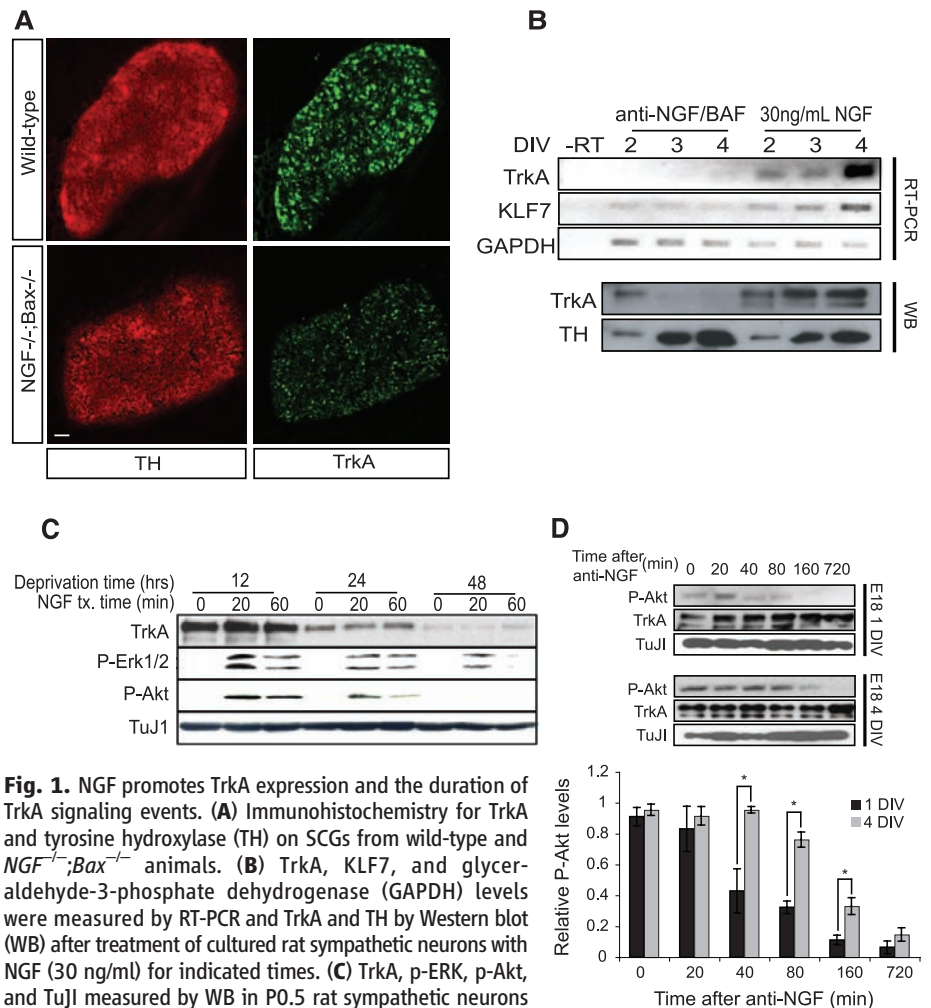 A
Wild-type
NGF-/-;Bax-/-
TH
TrkA
B
anti-NGF/BAF 30ng/mL NGF
DIV -RT 2 3 4 2 3 4
TrkA
KLF7
GAPDH
RT-PCR
TrkA
TH
WB
C
Deprivation time (hrs) 12 24 48
NGF tx. time (min) 0 20 60 0 20 60 0 20 60
TrkA
P-Erk1/2
P-Akt
TuJ1
D
Time after (min) 0 20 40 80 160 720
anti-NGF
P-Akt
TrkA
TuJI
E18 1 DIV
P-Akt
TrkA
TuJI
E18 4 DIV
Relative P-Akt levels
1.2
1
0.8
0.6
0.4
0.2
0
* * *
1 DIV
4 DIV
0 20 40 80 160 720
Time after anti-NGF (min)
Fig. 1. NGF promotes TrkA expression and the duration of
TrkA signaling events. (A) Immunohistochemistry for TrkA
and tyrosine hydroxylase (TH) on SCGs from wild-type and
NGF−/−;Bax−/− animals. (B) TrkA, KLF7, and glycer-
aldehyde-3-phosphate dehydrogenase (GAPDH) levels
were measured by RT-PCR and TrkA and TH by Western blot
(WB) after treatment of cultured rat sympathetic neurons with
NGF (30 ng/ml) for indicated times. (C) TrkA, p-ERK, p-Akt,
and TuJI measured by WB in P0.5 rat sympathetic neurons